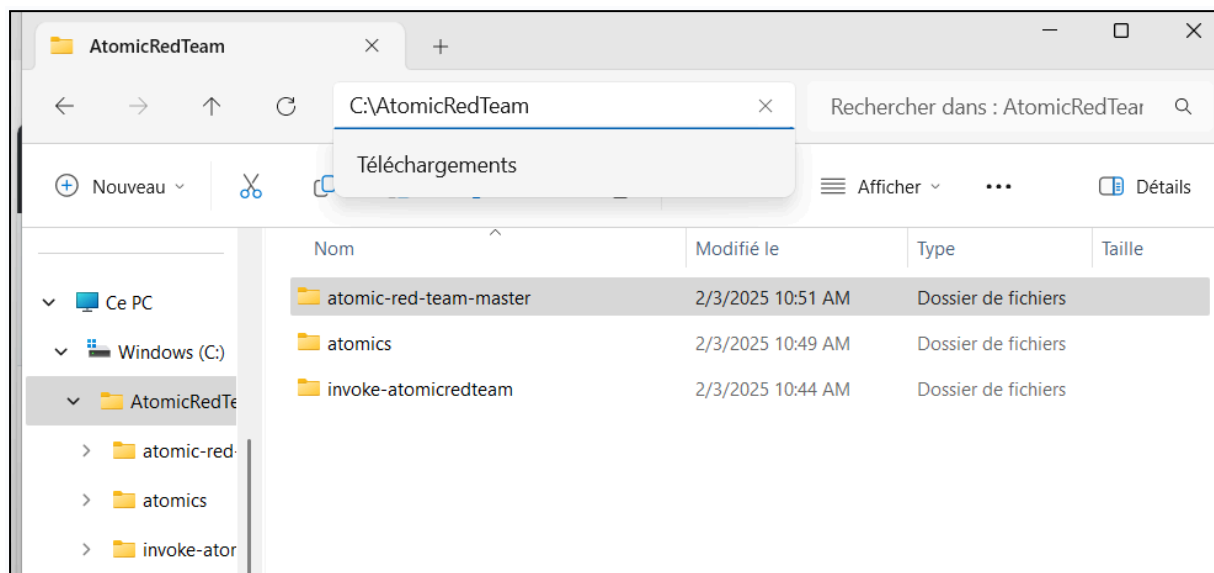 AtomicRedTeam
C:\AtomicRedTeam
Rechercher dans : AtomicRedTear
Téléchargements
Nouveau
Afficher
Détails
Nom Modifié le Type Taille
atomic-red-team-master 2/3/2025 10:51 AM Dossier de fichiers
atomics 2/3/2025 10:49 AM Dossier de fichiers
invoke-atomicredteam 2/3/2025 10:44 AM Dossier de fichiers
Ce PC
Windows (C:)
AtomicRedTe
atomic-red-
atomics
invoke-ator